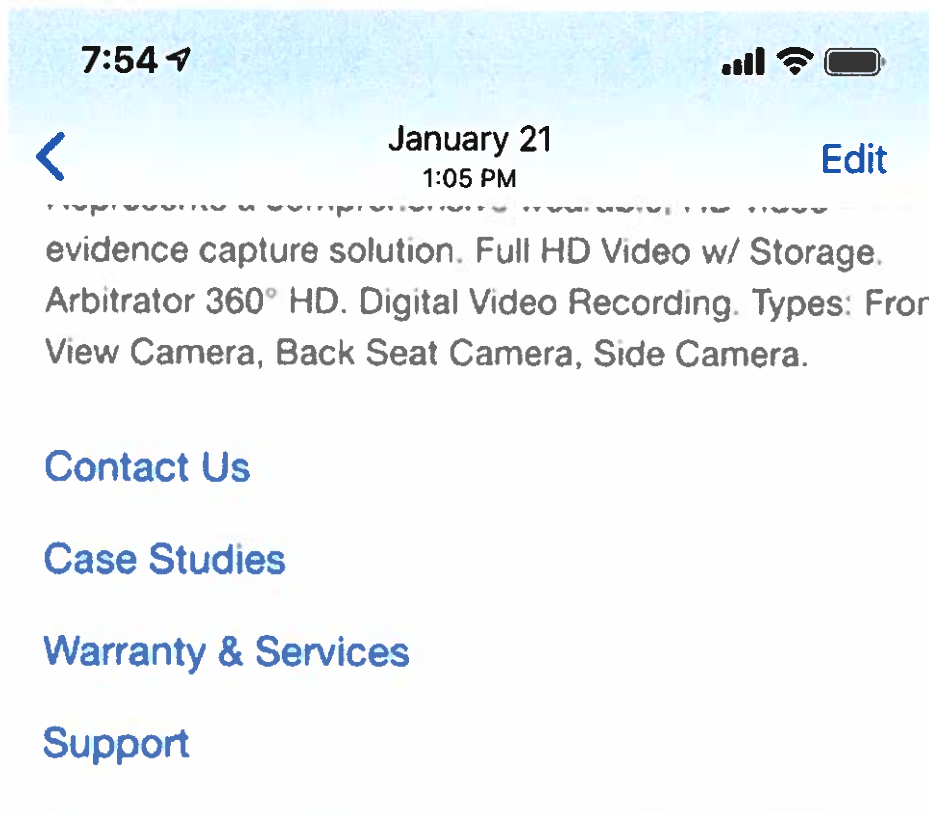 7:54
January 21
Edit
1:05 PM
evidence capture solution. Full HD Video w/ Storage.
Arbitrator 360° HD. Digital Video Recording. Types: Fron
View Camera, Back Seat Camera, Side Camera.
Contact Us
Case Studies
Warranty & Services
Support